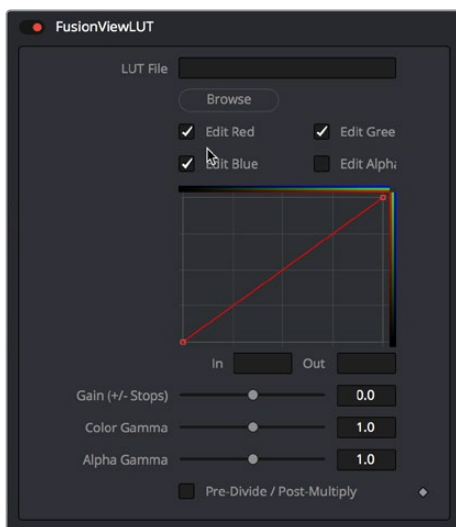 FusionViewLUT
LUT File
Browse
Edit Red Edit Gree
Edit Blue Edit Alpha
In Out
Gain (+/- Stops) 0.0
Color Gamma 1.0
Alpha Gamma 1.0
Pre-Divide / Post-Multiply